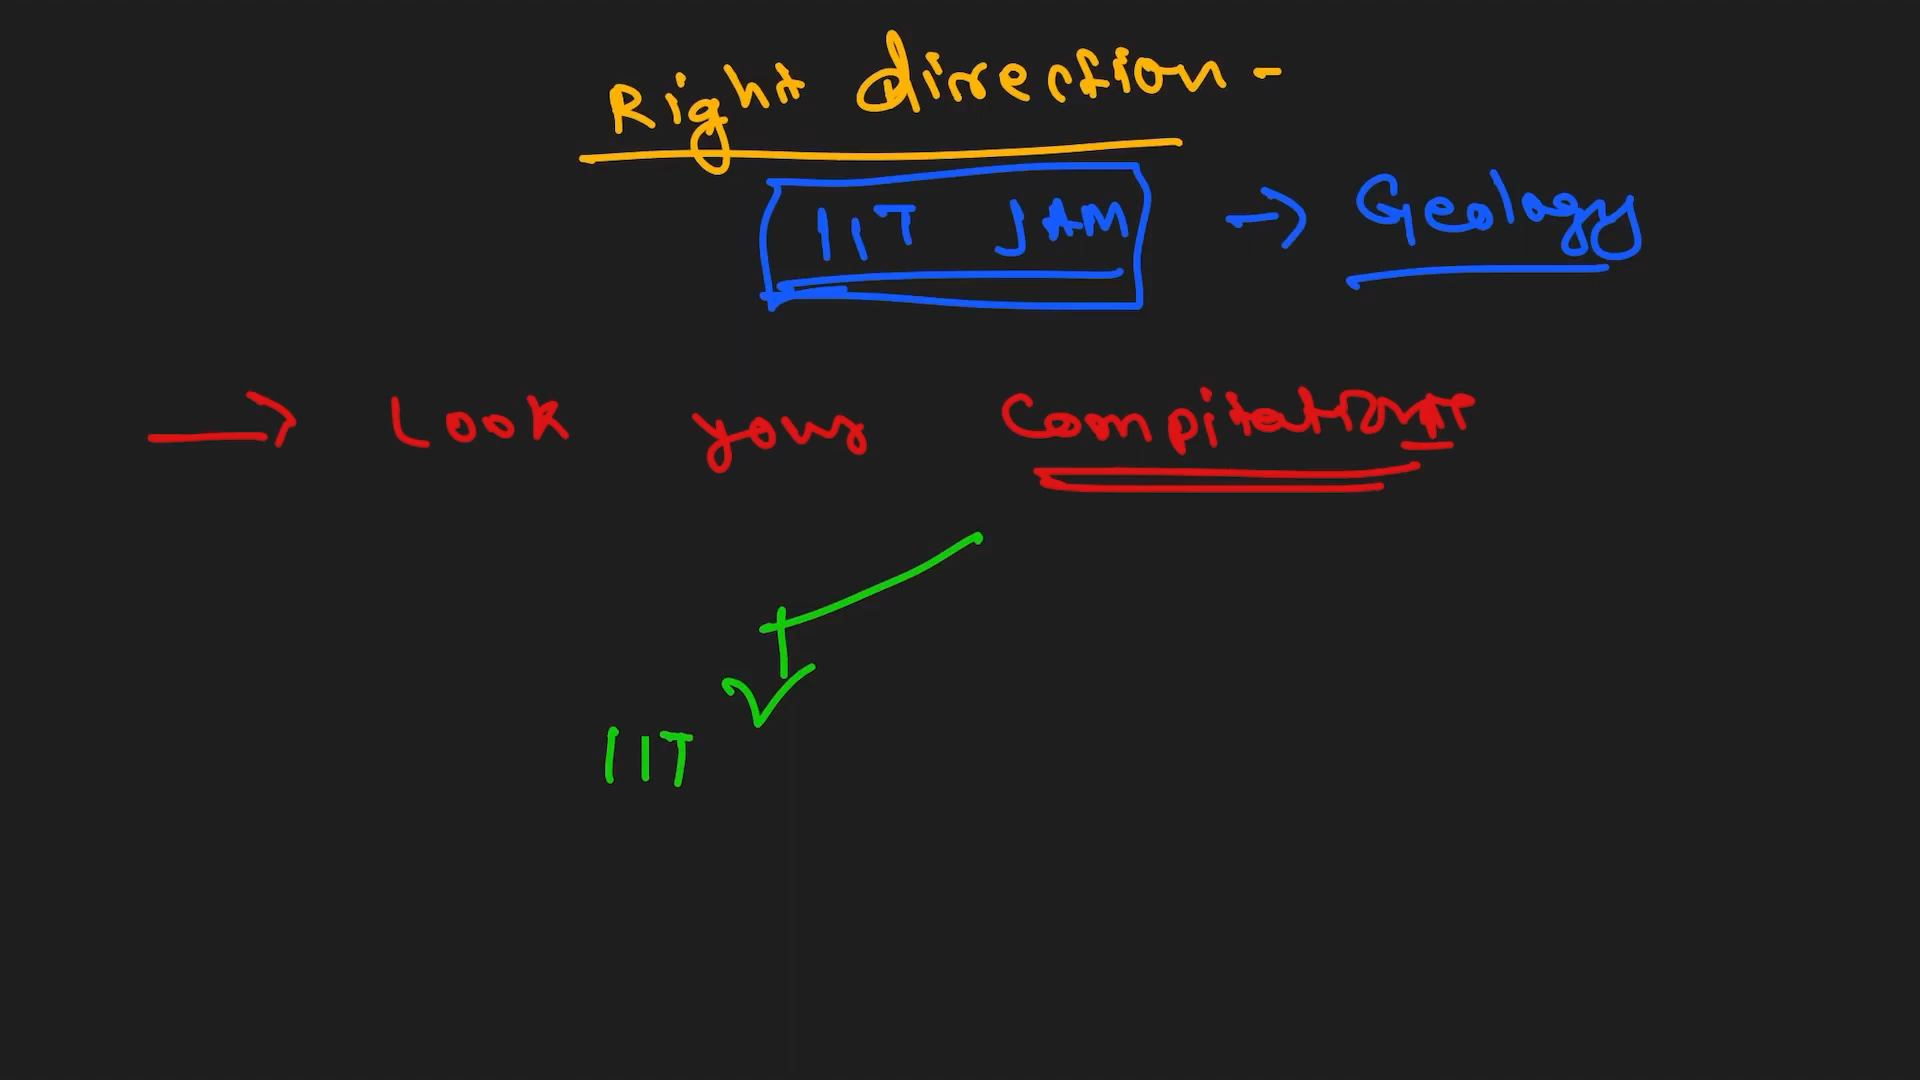 Right direction -
IIT JAM → Geology
→ Look your
IIT